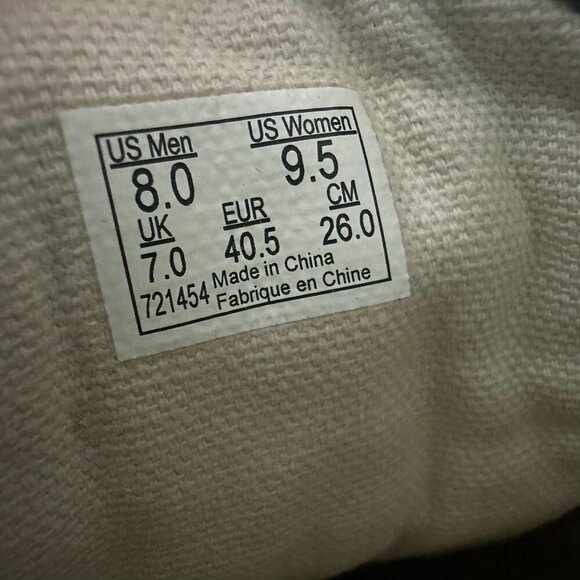 US Men US Women
8.0 9.5
UK EUR CM
7.0 40.5 26.0
721454 Made in China
Fabrique en Chine